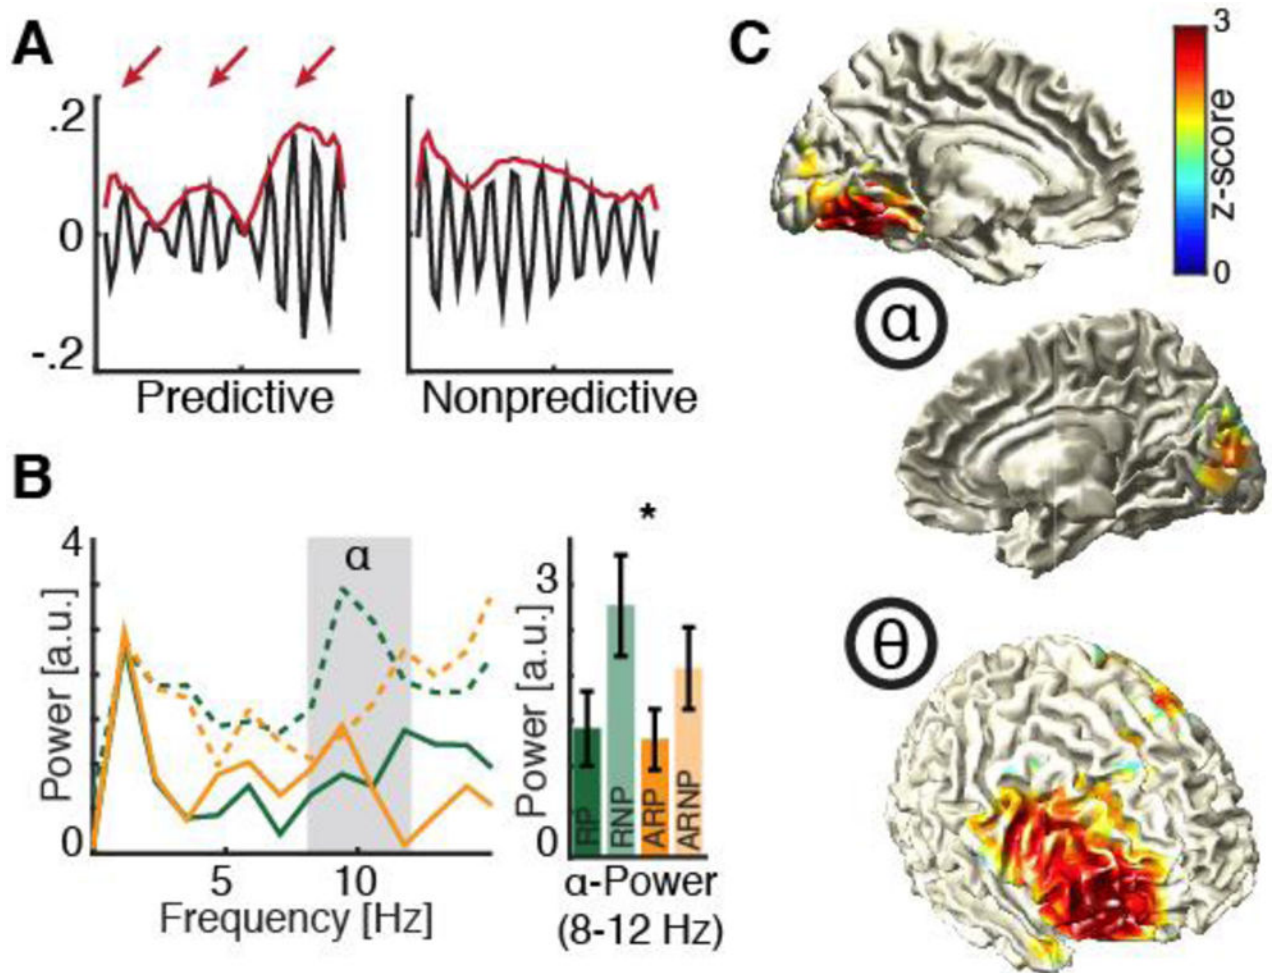 A
.2
0
-.2
Predictive
Nonpredictive
B
4
Power [a.u.]
0
α
5
10
Frequency [Hz]
*
3
Power [a.u.]
0
RP
RNP
ARP
ARNP
α-Power
(8-12 Hz)
C
3
z-score
0
α
θ